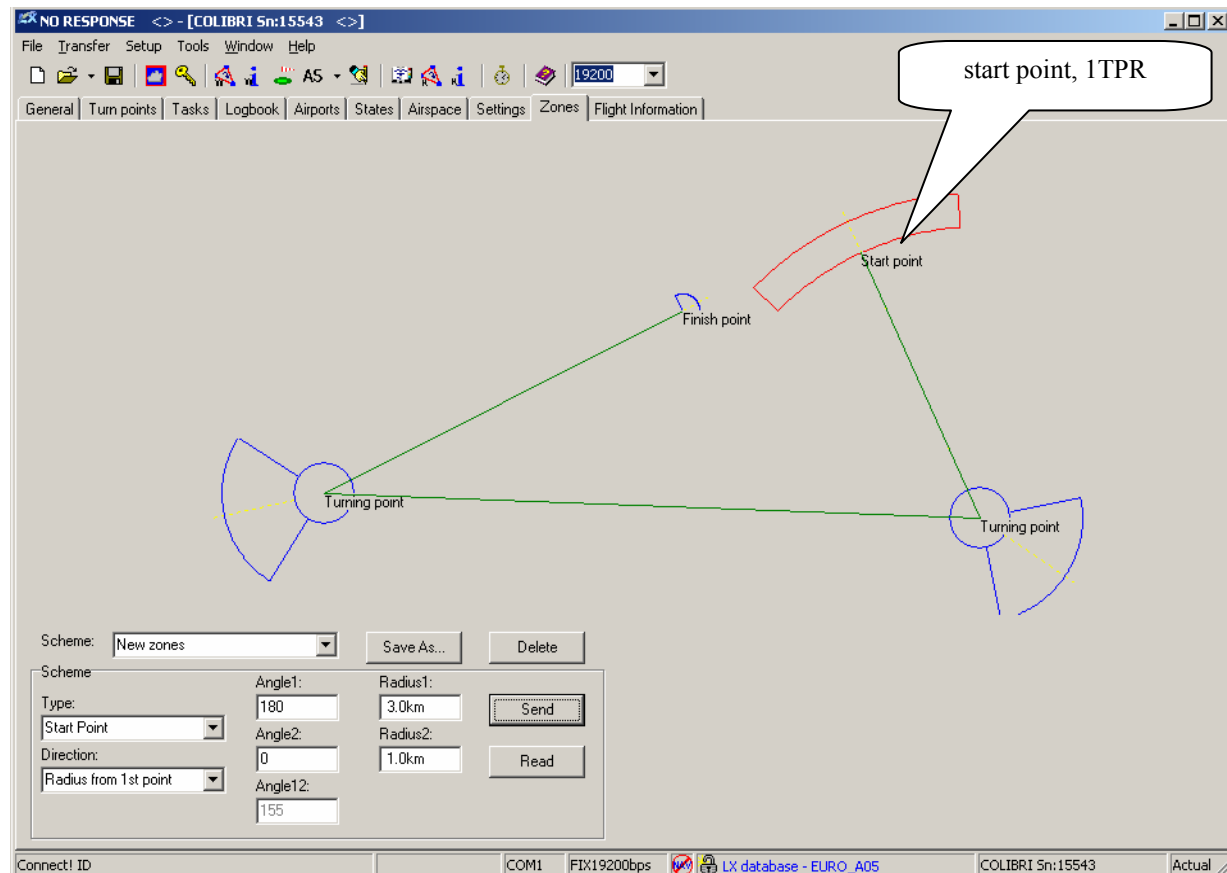 NO RESPONSE <> - [COLIBRI Sn:15543 <>]
File Transfer Setup Tools Window Help
AS 19200
General Turn points Tasks Logbook Airports States Airspace Settings Zones Flight Information
start point, 1TPR
Start point
Finish point
Turning point
Turning point
Scheme: New zones Save As... Delete
Scheme
Angle1: Radius1:
Type: 180 3.0km Send
Start Point
Angle2: Radius2:
Direction: 0 1.0km Read
Radius from 1st point
Angle12:
155
Connect! ID COM1 FIX19200bps NAV LX database - EURO_A05 COLIBRI Sn:15543 Actual